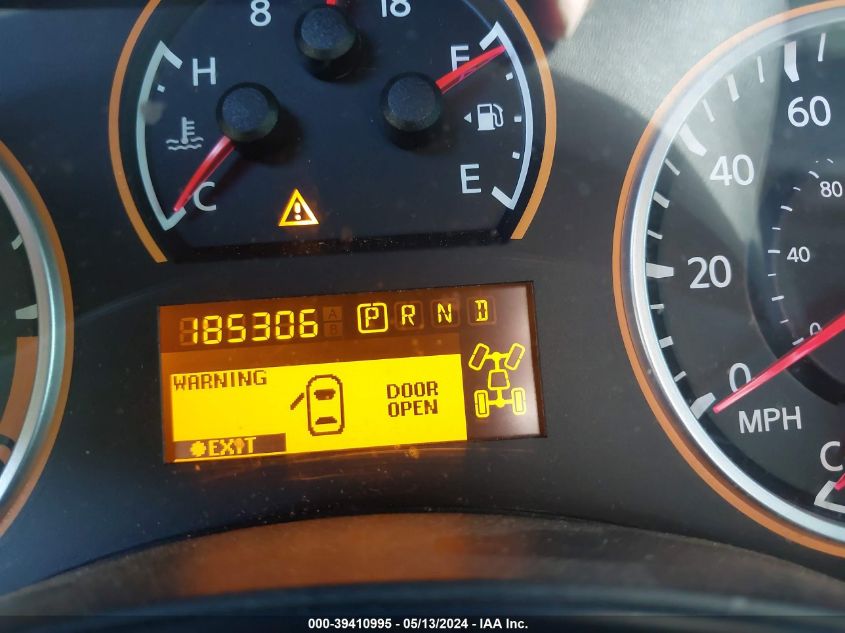 8 18
H F
60
40
80
E
C
20
40
185306 A B P R N D
0
0
WARNING
DOOR
OPEN
MPH
EXIT
C
000-39410995 - 05/13/2024 - IAA Inc.